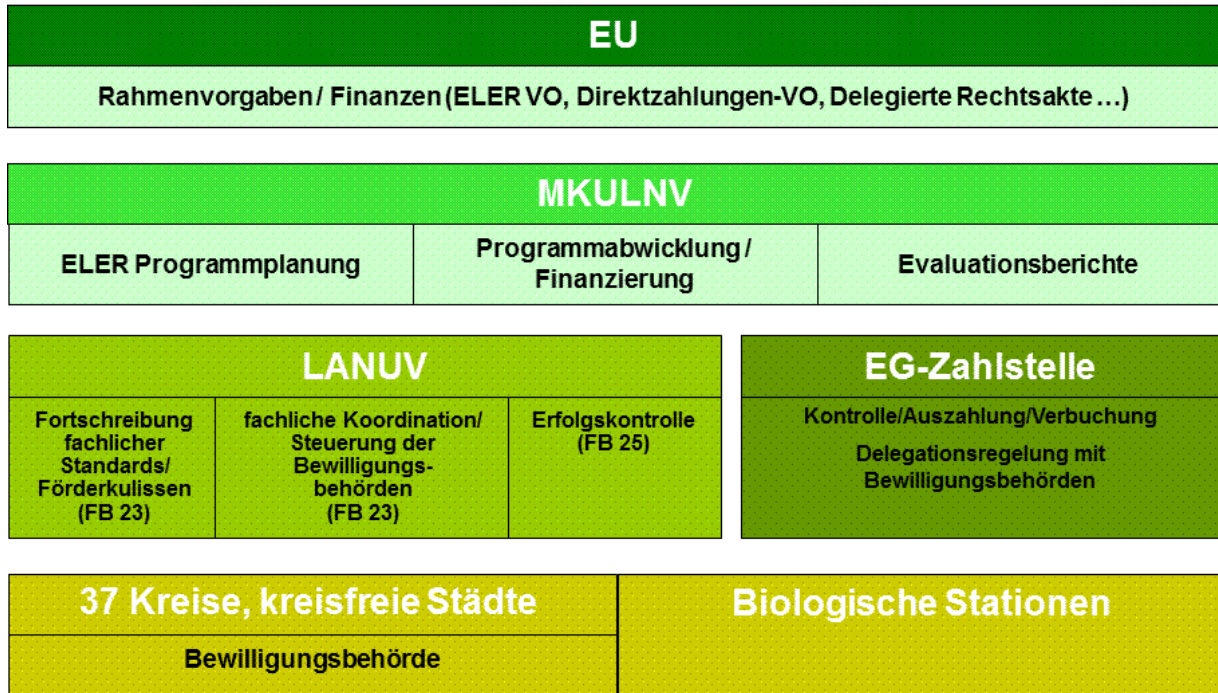 EU
Rahmenvorgaben / Finanzen (ELER VO, Direktzahlungen-VO, Delegierte Rechtsakte ...)
MKULNV
ELER Programmplanung
Programmabwicklung /
Finanzierung
Evaluationsberichte
LANUV
Fortschreibung
fachlicher
Standards/
Förderkulissen
(FB 23)
fachliche Koordination/
Steuerung der
Bewilligungs-
behörden
(FB 23)
Erfolgskontrolle
(FB 25)
EG-Zahlstelle
Kontrolle/Auszahlung/Verbuchung
Delegationsregelung mit
Bewilligungsbehörden
37 Kreise, kreisfreie Städte
Bewilligungsbehörde
Biologische Stationen